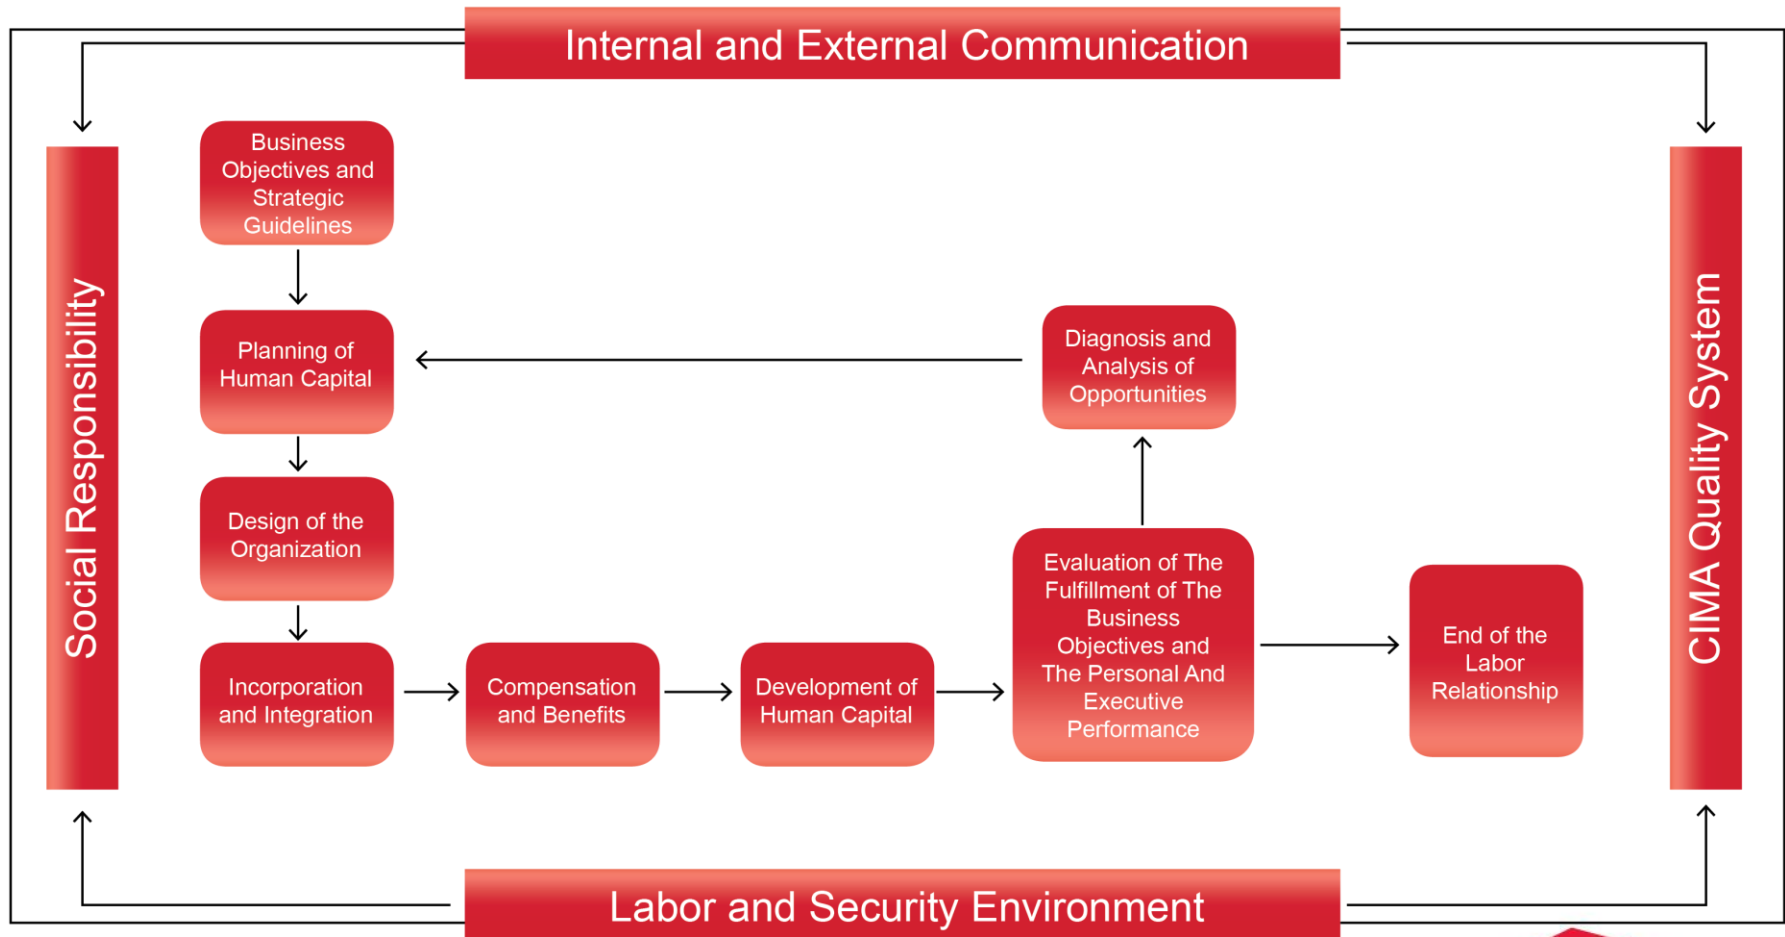 Internal and External Communication
Social Responsibility
CIMA Quality System
Business
Objectives and
Strategic
Guidelines
Planning of
Human Capital
Diagnosis and
Analysis of
Opportunities
Design of the
Organization
Incorporation
and Integration
Compensation
and Benefits
Development of
Human Capital
Evaluation of The
Fulfillment of The
Business
Objectives and
The Personal And
Executive
Performance
End of the
Labor
Relationship
Labor and Security Environment